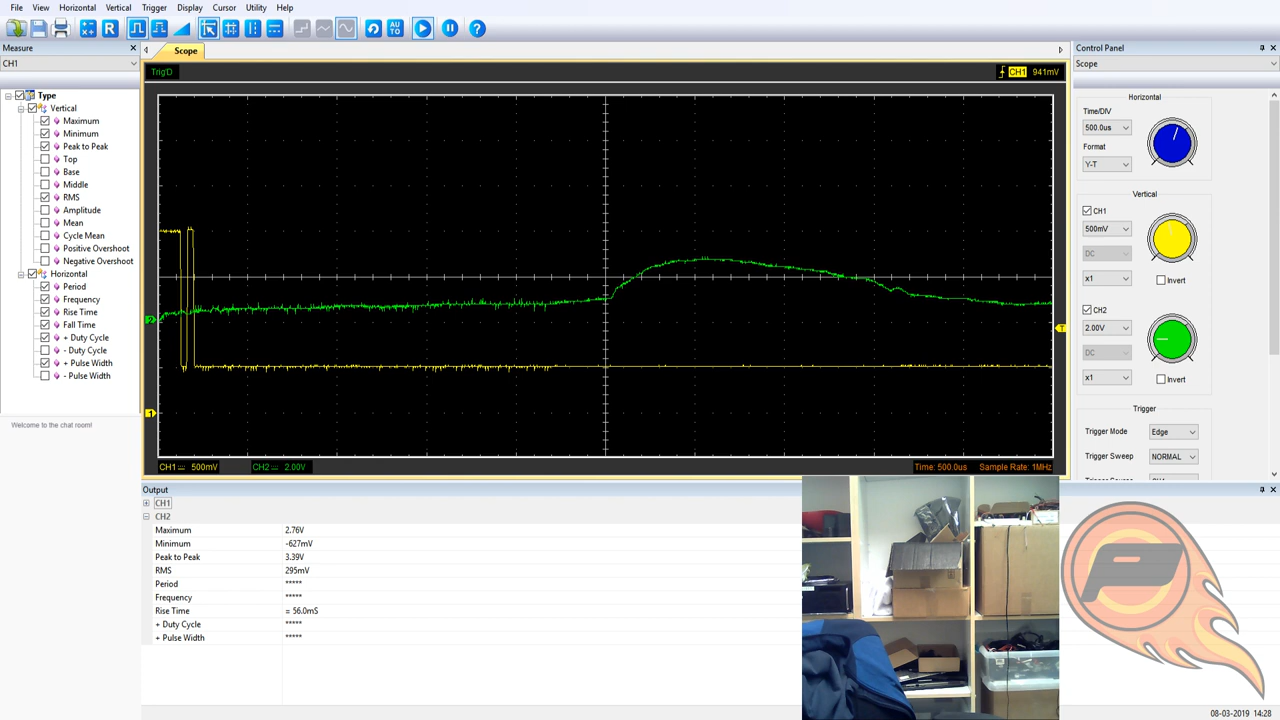 File View Horizontal Vertical Trigger Display Cursor Utility Help
R
AUTO
?
Measure
CH1
Type
Vertical
Maximum
Minimum
Peak to Peak
Top
Base
Middle
RMS
Amplitude
Mean
Cycle Mean
Positive Overshoot
Negative Overshoot
Horizontal
Period
Frequency
Rise Time
Fall Time
+ Duty Cycle
- Duty Cycle
+ Pulse Width
- Pulse Width
Welcome to the chat room!
Scope
Trig'D
CH1 941mV
2
T
1
CH1 500mV CH2 2.00V Time: 500.0us Sample Rate: 1MHz
Output
CH1
CH2
Maximum 2.76V
Minimum -627mV
Peak to Peak 3.39V
RMS 295mV
Period *****
Frequency *****
Rise Time = 56.0mS
+ Duty Cycle *****
+ Pulse Width *****
Control Panel
Scope
Horizontal
Time/DIV
500.0us
Format
Y-T
Vertical
CH1
500mV
DC
x1
Invert
CH2
2.00V
DC
x1
Invert
Trigger
Trigger Mode Edge
Trigger Sweep NORMAL
08-03-2019 14:28